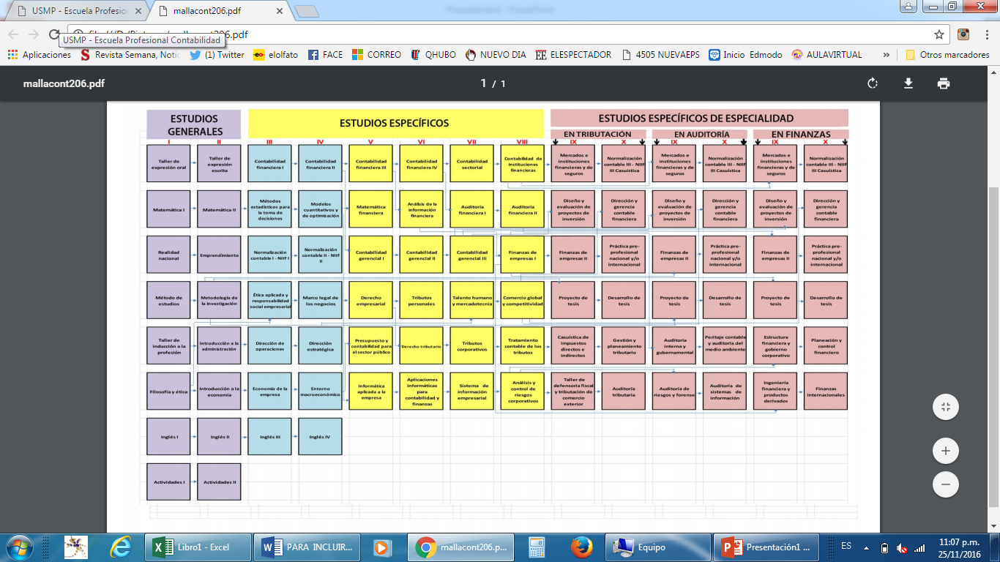 Presentación1 - PowerPoint
USMP - Escuela Profesion
mallacont206.pdf
mallacont206.pdf
USMP - Escuela Profesional Contabilidad
Aplicaciones
Revista Semana, Notic
(1) Twitter
elolfato
FACE
CORREO
QHUBO
NUEVO DIA
ELESPECTADOR
4505 NUEVAEPS
Inicio Edmodo
AULAVIRTUAL
»
Otros marcadores
mallacont206.pdf
1 / 1
ESTUDIOS
GENERALES
ESTUDIOS ESPECÍFICOS
ESTUDIOS ESPECÍFICOS DE ESPECIALIDAD
EN TRIBUTACIÓN
EN AUDITORÍA
EN FINANZAS
I II III IV V VI VII VIII IX X IX X IX X
Taller de
expresión oral
Taller de
expresión
escrita
Contabilidad
financiera I
Contabilidad
financiera II
Contabilidad
financiera III
Contabilidad
financiera IV
Contabilidad
sectorial
Contabilidad de
instituciones
financieras
Mercados e
instituciones
financieras y de
seguros
Normalización
contable III - NIIF
III Casuística
Mercados e
instituciones
financieras y de
seguros
Normalización
contable III - NIIF
III Casuística
Mercados e
instituciones
financieras y de
seguros
Normalización
contable III - NIIF
III Casuística
Matemática I
Matemática II
Métodos
estadísticos para
la toma de
decisiones
Modelos
cuantitativos y
de optimización
Matemática
financiera
Análisis de la
información
financiera
Auditoría
financiera I
Auditoría
financiera II
Diseño y
evaluación de
proyectos de
inversión
Dirección y
gerencia
contable
financiera
Diseño y
evaluación de
proyectos de
inversión
Dirección y
gerencia
contable
financiera
Diseño y
evaluación de
proyectos de
inversión
Dirección y
gerencia
contable
financiera
Realidad
nacional
Emprendimiento
Normalización
contable I - NIIF I
Normalización
contable II - NIIF
II
Contabilidad
gerencial I
Contabilidad
gerencial II
Contabilidad
gerencial III
Finanzas de
empresas I
Finanzas de
empresas II
Práctica pre-
profesional
nacional y/o
internacional
Finanzas de
empresas II
Práctica pre-
profesional
nacional y/o
internacional
Finanzas de
empresas II
Práctica pre-
profesional
nacional y/o
internacional
Método de
estudios
Metodología de
la investigación
Ética aplicada y
responsabilidad
social empresarial
Marco legal de
los negocios
Derecho
empresarial
Tributos
personales
Talento humano
y mercadotecnia
Comercio global
y competitividad
Proyecto de
tesis
Desarrollo de
tesis
Proyecto de
tesis
Desarrollo de
tesis
Proyecto de
tesis
Desarrollo de
tesis
Taller de
inducción a la
profesión
Introducción a la
administración
Dirección de
operaciones
Dirección
estratégica
Presupuesto y
contabilidad para
el sector público
Derecho tributario
Tributos
corporativos
Tratamiento
contable de los
tributos
Casuística de
impuestos
directos e
indirectos
Gestión y
planeamiento
tributario
Auditoría
interna y
gubernamental
Peritaje contable
y auditoría del
medio ambiente
Estructura
financiera y
gobierno
corporativo
Planeación y
control
financiero
Filosofía y ética
Introducción a la
economía
Economía de la
empresa
Entorno
macroeconómico
Informática
aplicada a la
empresa
Aplicaciones
informáticas
para
contabilidad y
finanzas
Sistema de
información
empresarial
Análisis y
control de
riesgos
corporativos
Taller de
defensoría fiscal
y tributación de
comercio
exterior
Auditoría
tributaria
Auditoría de
riesgos y forense
Auditoría de
sistemas de
información
Ingeniería
financiera y
productos
derivados
Finanzas
internacionales
Inglés I
Inglés II
Inglés III
Inglés IV
Actividades I
Actividades II
Libro1 - Excel
PARA INCLUIR...
mallacont206.p...
Equipo
Presentación1 ...
ES
11:07 p.m.
25/11/2016